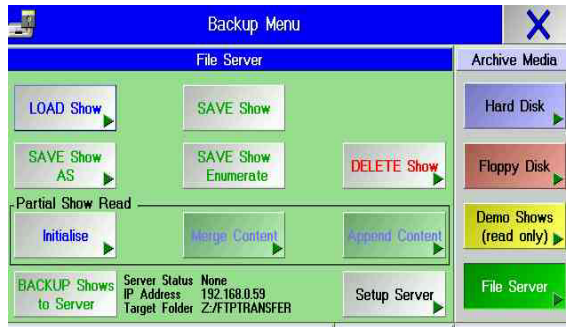 Backup Menu
X
File Server
Archive Media
LOAD Show
SAVE Show
Hard Disk
SAVE Show
AS
SAVE Show
Enumerate
DELETE Show
Floppy Disk
Partial Show Read
Initialise
Merge Content
Append Content
Demo Shows
(read only)
BACKUP Shows
to Server
Server Status None
IP Address 192.168.0.59
Target Folder Z:/FTPTRANSFER
Setup Server
File Server